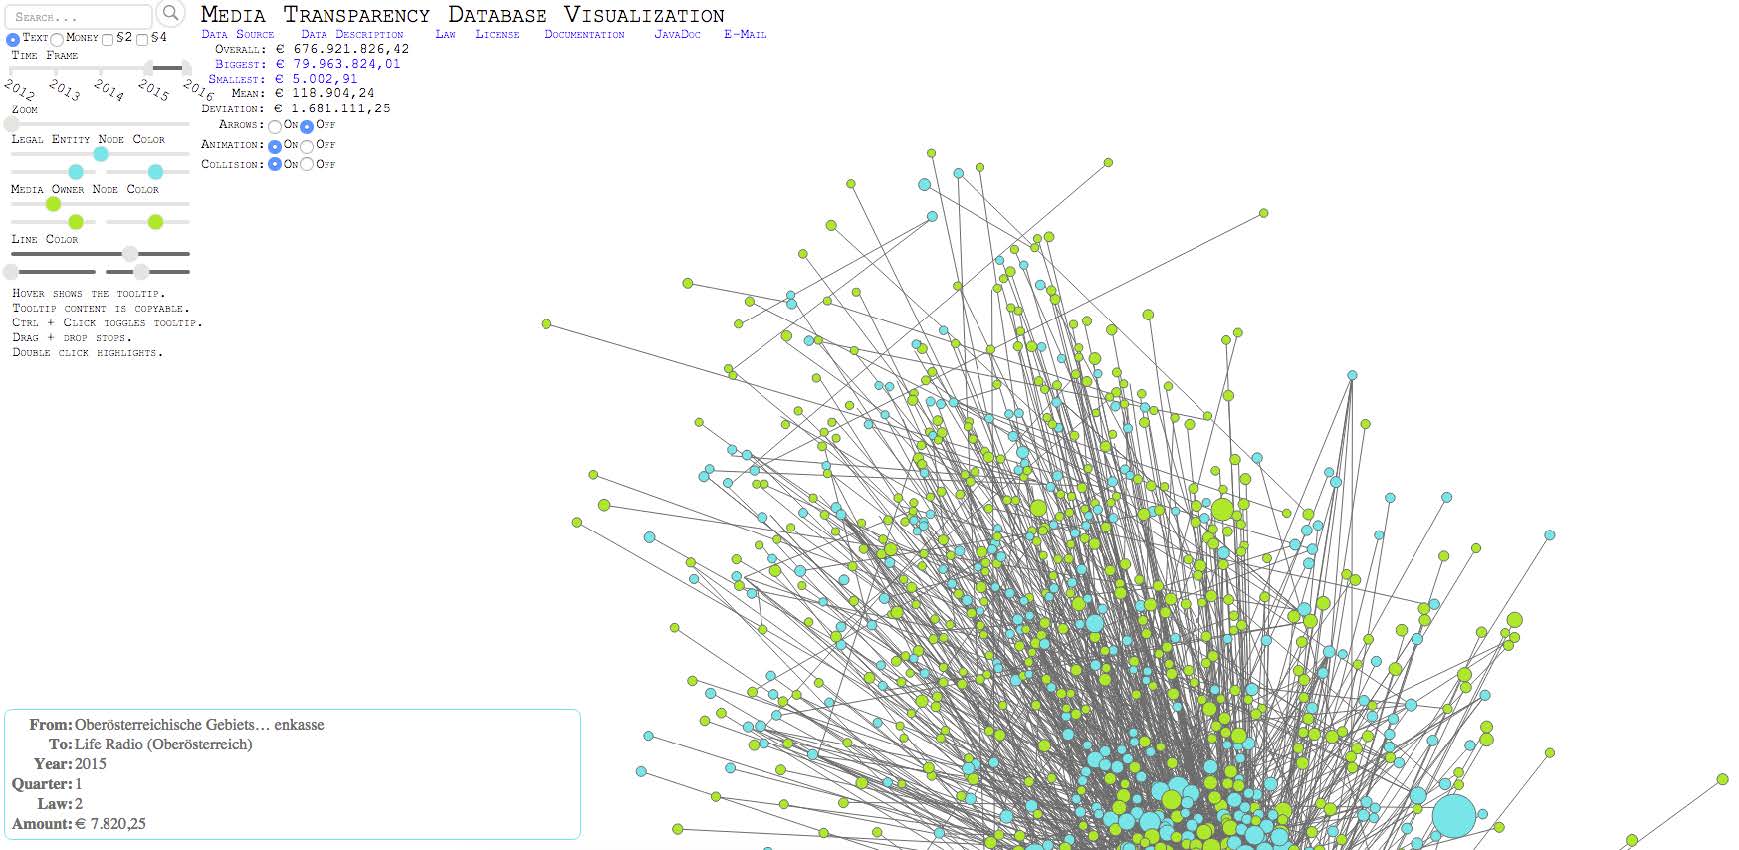 Search...
Media Transparency Database Visualization
Text Money §2 §4
Data Source Data Description Law License Documentation JavaDoc E-Mail
Time Frame
2012 2013 2014 2015 2016
Overall: € 676.921.826,42
Biggest: € 79.963.824,01
Smallest: € 5.002,91
Mean: € 118.904,24
Deviation: € 1.681.111,25
Arrows: On Off
Animation: On Off
Collision: On Off
Zoom
Legal Entity Node Color
Media Owner Node Color
Line Color
Hover shows the tooltip.
Tooltip content is copyable.
Ctrl + Click toggles tooltip.
Drag + drop stops.
Double click highlights.
From: Oberösterreichische Gebiets... enkasse
To: Life Radio (Oberösterreich)
Year: 2015
Quarter: 1
Law: 2
Amount: € 7.820,25